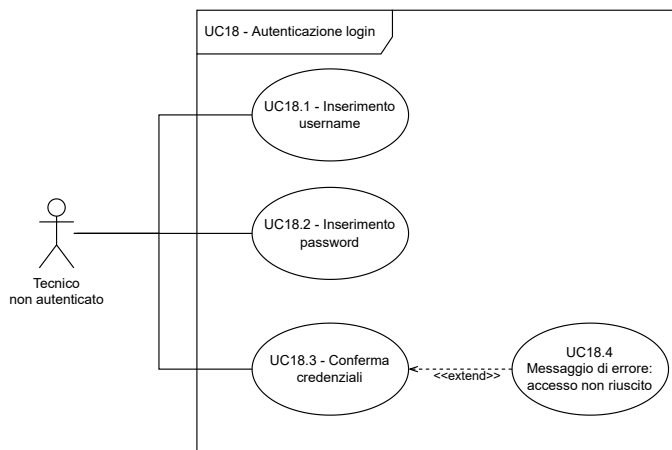 UC18 - Autenticazione login
UC18.1 - Inserimento
username
UC18.2 - Inserimento
password
Tecnico
non autenticato
UC18.3 - Conferma
credenziali
<<extend>>
UC18.4
Messaggio di errore:
accesso non riuscito